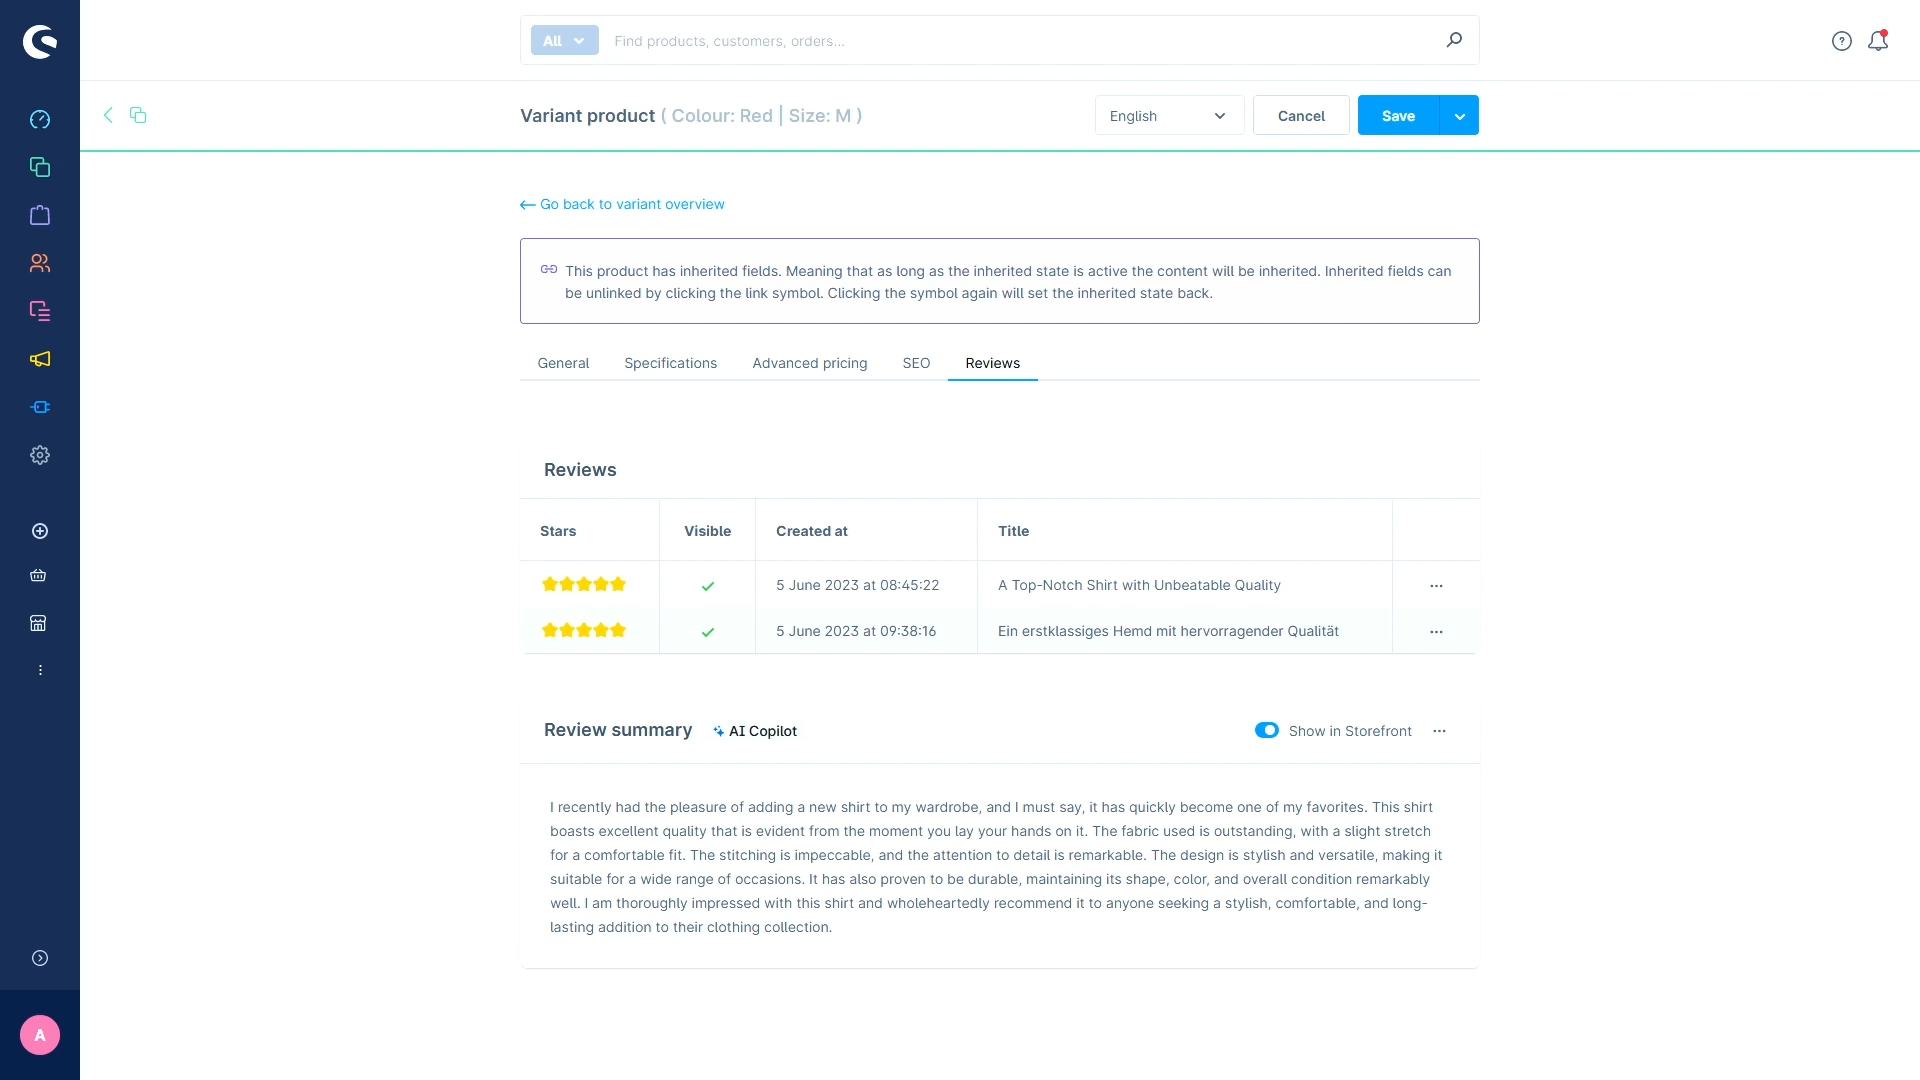 All
Find products, customers, orders...
Variant product ( Colour: Red | Size: M )
English
Cancel
Save
Go back to variant overview
This product has inherited fields. Meaning that as long as the inherited state is active the content will be inherited. Inherited fields can
be unlinked by clicking the link symbol. Clicking the symbol again will set the inherited state back.
General
Specifications
Advanced pricing
SEO
Reviews
Reviews
Stars
Visible
Created at
Title
5 June 2023 at 08:45:22
A Top-Notch Shirt with Unbeatable Quality
5 June 2023 at 09:38:16
Ein erstklassiges Hemd mit hervorragender Qualität
Review summary
AI Copilot
Show in Storefront
I recently had the pleasure of adding a new shirt to my wardrobe, and I must say, it has quickly become one of my favorites. This shirt
boasts excellent quality that is evident from the moment you lay your hands on it. The fabric used is outstanding, with a slight stretch
for a comfortable fit. The stitching is impeccable, and the attention to detail is remarkable. The design is stylish and versatile, making it
suitable for a wide range of occasions. It has also proven to be durable, maintaining its shape, color, and overall condition remarkably
well. I am thoroughly impressed with this shirt and wholeheartedly recommend it to anyone seeking a stylish, comfortable, and long-
lasting addition to their clothing collection.
A